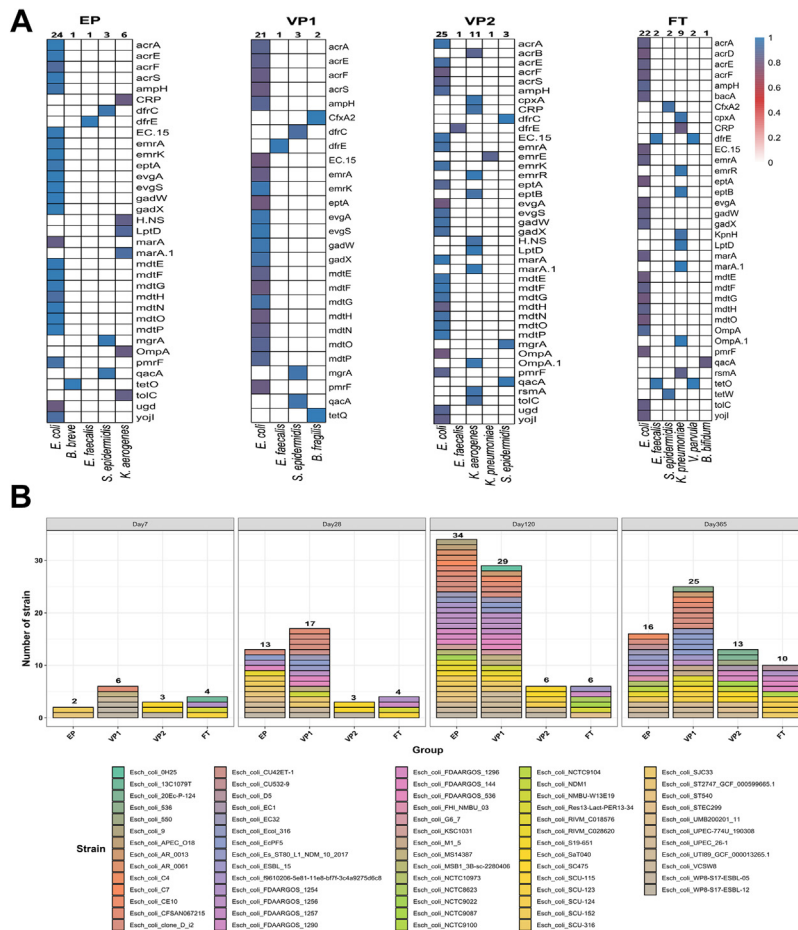 A
EP
24 1 1 3 6
acrA
acrE
acrF
acrS
ampH
CRP
dfrC
dfrE
EC.15
emrA
emrK
eptA
evgA
evgS
gadW
gadX
H.NS
LptD
marA
marA.1
mdtE
mdtF
mdtG
mdtH
mdtN
mdtO
mdtP
mgrA
OmpA
pmrF
qacA
tetO
tolC
ugd
yojI
E. coli
B. breve
E. faecalis
S. epidermidis
K. aerogenes
VP1
21 1 3 2
acrA
acrE
acrF
acrS
ampH
CfxA2
dfrC
dfrE
EC.15
emrA
emrK
eptA
evgA
evgS
gadW
gadX
mdtE
mdtF
mdtG
mdtH
mdtN
mdtO
mdtP
mgrA
pmrF
qacA
tetQ
E. coli
E. faecalis
S. epidermidis
B. fragilis
VP2
25 1 11 1 3
acrA
acrB
acrE
acrF
acrS
ampH
cpxA
CRP
dfrC
dfrE
EC.15
emrA
emrE
emrK
emrR
eptA
eptB
evgA
evgS
gadW
gadX
H.NS
LptD
marA
marA.1
mdtE
mdtF
mdtG
mdtH
mdtN
mdtO
mdtP
mgrA
OmpA
OmpA.1
pmrF
qacA
rsmA
tolC
ugd
yojI
E. coli
E. faecalis
K. aerogenes
K. pneumoniae
S. epidermidis
FT
22 2 2 9 2 1
acrA
acrD
acrE
acrF
ampH
bacA
CfxA2
cpxA
CRP
dfrE
EC.15
emrA
emrR
eptA
eptB
evgA
gadW
gadX
KpnH
LptD
marA
marA.1
mdtE
mdtF
mdtG
mdtH
mdtO
OmpA
OmpA.1
pmrF
qacA
rsmA
tetO
tetW
tolC
yojI
E. coli
E. faecalis
S. epidermidis
K. pneumoniae
V. parvula
B. bifidum
1
0.8
0.6
0.4
0.2
0
B
Day7 Day28 Day120 Day365
Number of strain
30
20
10
0
2 6 3 4
13 17 3 4
34 29 6 6
16 25 13 10
EP VP1 VP2 FT EP VP1 VP2 FT EP VP1 VP2 FT EP VP1 VP2 FT
Group
Strain
Esch_coli_0H25
Esch_coli_13C1079T
Esch_coli_20Ec-P-124
Esch_coli_536
Esch_coli_550
Esch_coli_9
Esch_coli_APEC_O18
Esch_coli_AR_0013
Esch_coli_AR_0061
Esch_coli_C4
Esch_coli_C7
Esch_coli_CE10
Esch_coli_CFSAN067215
Esch_coli_clone_D_i2
Esch_coli_CU42ET-1
Esch_coli_CU532-9
Esch_coli_D5
Esch_coli_EC1
Esch_coli_EC32
Esch_coli_Ecol_316
Esch_coli_EcPF5
Esch_coli_Es_ST80_L1_NDM_10_2017
Esch_coli_ESBL_15
Esch_coli_f9610206-5e81-11e8-bf7f-3c4a9275d6c8
Esch_coli_FDAARGOS_1254
Esch_coli_FDAARGOS_1256
Esch_coli_FDAARGOS_1257
Esch_coli_FDAARGOS_1290
Esch_coli_FDAARGOS_1296
Esch_coli_FDAARGOS_144
Esch_coli_FDAARGOS_536
Esch_coli_FHI_NMBU_03
Esch_coli_G6_7
Esch_coli_KSC1031
Esch_coli_M1_5
Esch_coli_MS14387
Esch_coli_MSB1_3B-sc-2280406
Esch_coli_NCTC10973
Esch_coli_NCTC8623
Esch_coli_NCTC9022
Esch_coli_NCTC9087
Esch_coli_NCTC9100
Esch_coli_NCTC9104
Esch_coli_NDM1
Esch_coli_NMBU-W13E19
Esch_coli_Res13-Lact-PER13-34
Esch_coli_RIVM_C018576
Esch_coli_RIVM_C028620
Esch_coli_S19-651
Esch_coli_SaT040
Esch_coli_SC475
Esch_coli_SCU-115
Esch_coli_SCU-123
Esch_coli_SCU-124
Esch_coli_SCU-152
Esch_coli_SCU-316
Esch_coli_SJC33
Esch_coli_ST2747_GCF_000599665.1
Esch_coli_ST540
Esch_coli_STEC299
Esch_coli_UMB200201_11
Esch_coli_UPEC-774U_190308
Esch_coli_UPEC_26-1
Esch_coli_UTI89_GCF_000013265.1
Esch_coli_VCSW8
Esch_coli_WP8-S17-ESBL-05
Esch_coli_WP8-S17-ESBL-12